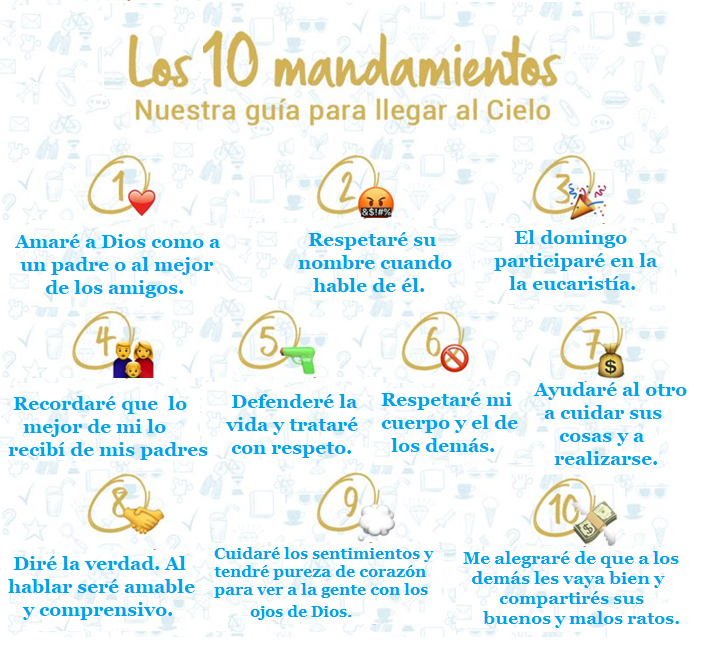 Los 10 mandamientos
Nuestra guía para llegar al Cielo
1
Amaré a Dios como a
un padre o al mejor
de los amigos.
2
&$!#%
Respetaré su
nombre cuando
hable de él.
3
El domingo
participaré en la
la eucaristía.
4
Recordaré que lo
mejor de mi lo
recibí de mis padres
5
Defenderé la
vida y trataré
con respeto.
6
Respetaré mi
cuerpo y el de
los demás.
7
$
Ayudaré al otro
a cuidar sus
cosas y a
realizarse.
8
Diré la verdad. Al
hablar seré amable
y comprensivo.
9
Cuidaré los sentimientos y
tendré pureza de corazón
para ver a la gente con los
ojos de Dios.
10
$
Me alegraré de que a los
demás les vaya bien y
compartirés sus
buenos y malos ratos.